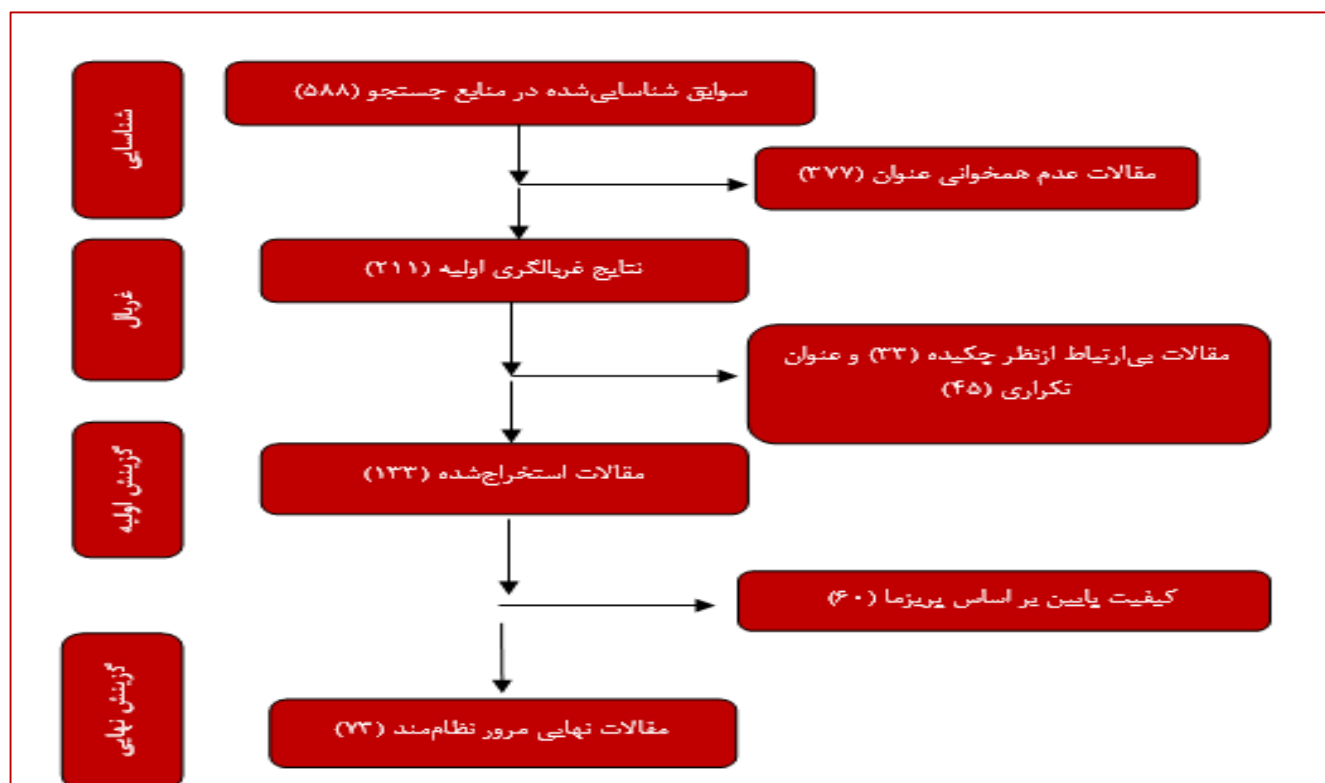 شناسایی
سوابق شناسایی‌شده در منابع جستجو (۵۸۸)
مقالات عدم همخوانی عنوان (۳۷۷)
غربال
نتایج غربالگری اولیه (۲۱۱)
مقالات بی‌ارتباط ازنظر چکیده (۳۳) و عنوان
تکراری (۴۵)
گزینش اولیه
مقالات استخراج‌شده (۱۳۳)
کیفیت پایین بر اساس پریزما (۶۰)
گزینش نهایی
مقالات نهایی مرور نظام‌مند (۷۳)